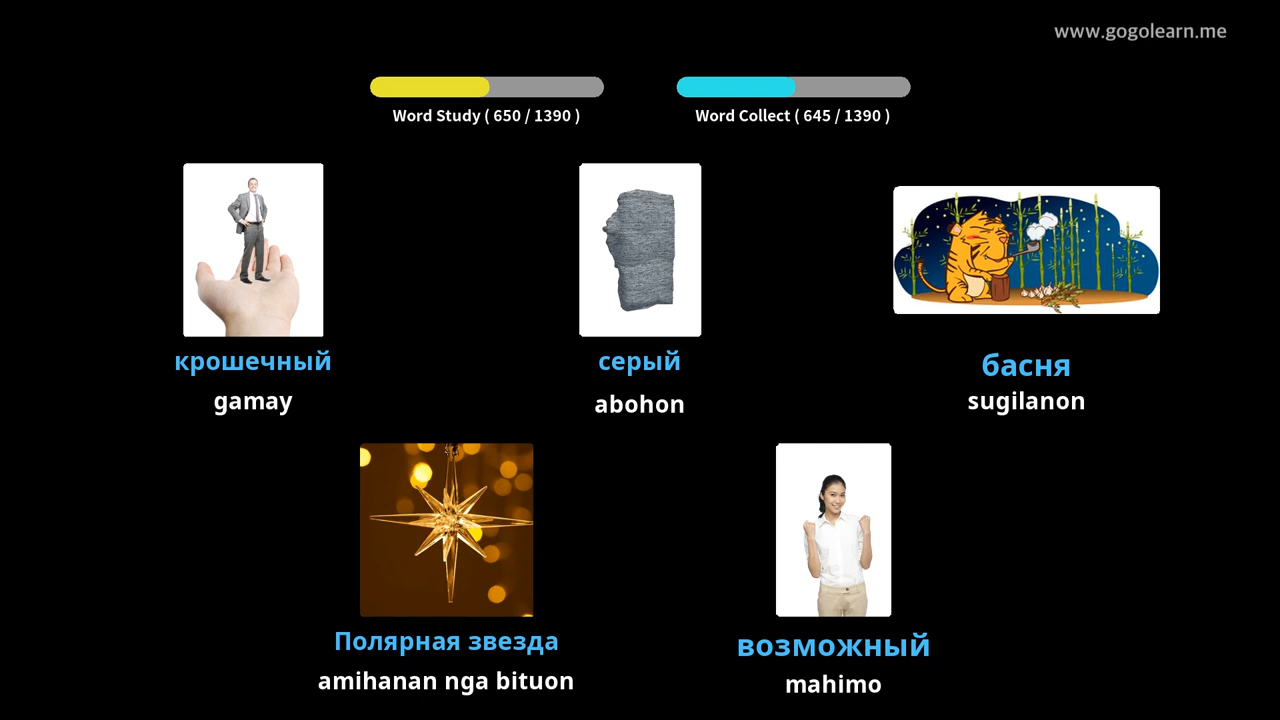 www.gogolearn.me
Word Study ( 650 / 1390 )
Word Collect ( 645 / 1390 )
крошечный
gamay
серый
abohon
басня
sugilanon
Полярная звезда
amihanan nga bituon
возможный
mahimo